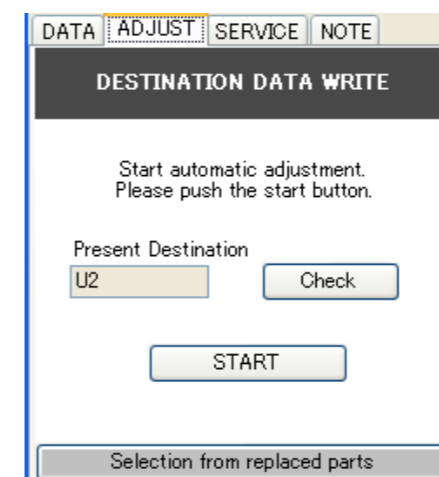 DATA ADJUST SERVICE NOTE
DESTINATION DATA WRITE
Start automatic adjustment.
Please push the start button.
Present Destination
U2 Check
START
Selection from replaced parts